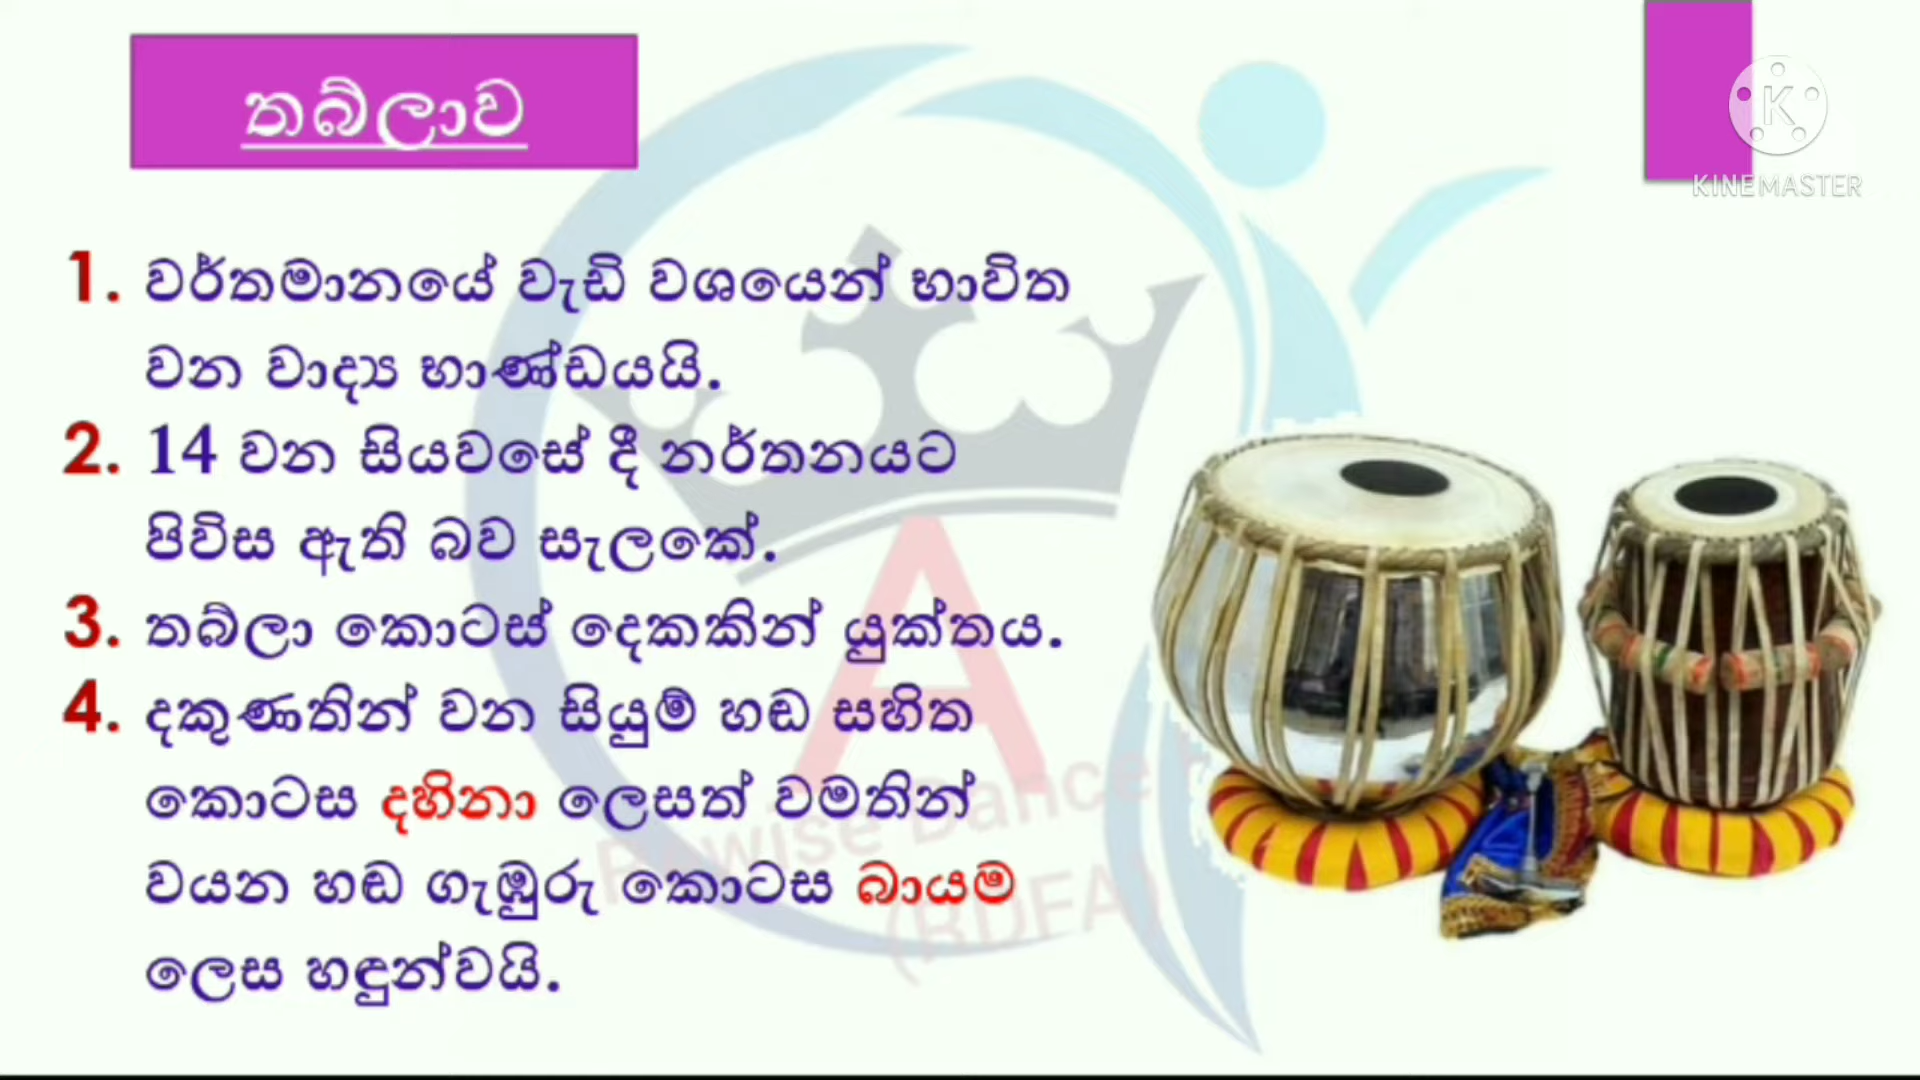 තබ්ලාව
KINEMASTER
1. වර්තමානයේ වැඩි වශයෙන් භාවිත
වන වාද්‍ය භාණ්ඩයයි.
2. 14 වන සියවසේ දී නර්තනයට
පිවිස ඇති බව සැලකේ.
3. තබ්ලා කොටස් දෙකකින් යුක්තය.
4. දකුණතින් වන සියුම් හඬ සහිත
කොටස දහිනා ලෙසත් වමතින්
වයන හඬ ගැඹුරු කොටස බායම
ලෙස හඳුන්වයි.
A
Dance
(RDFA)